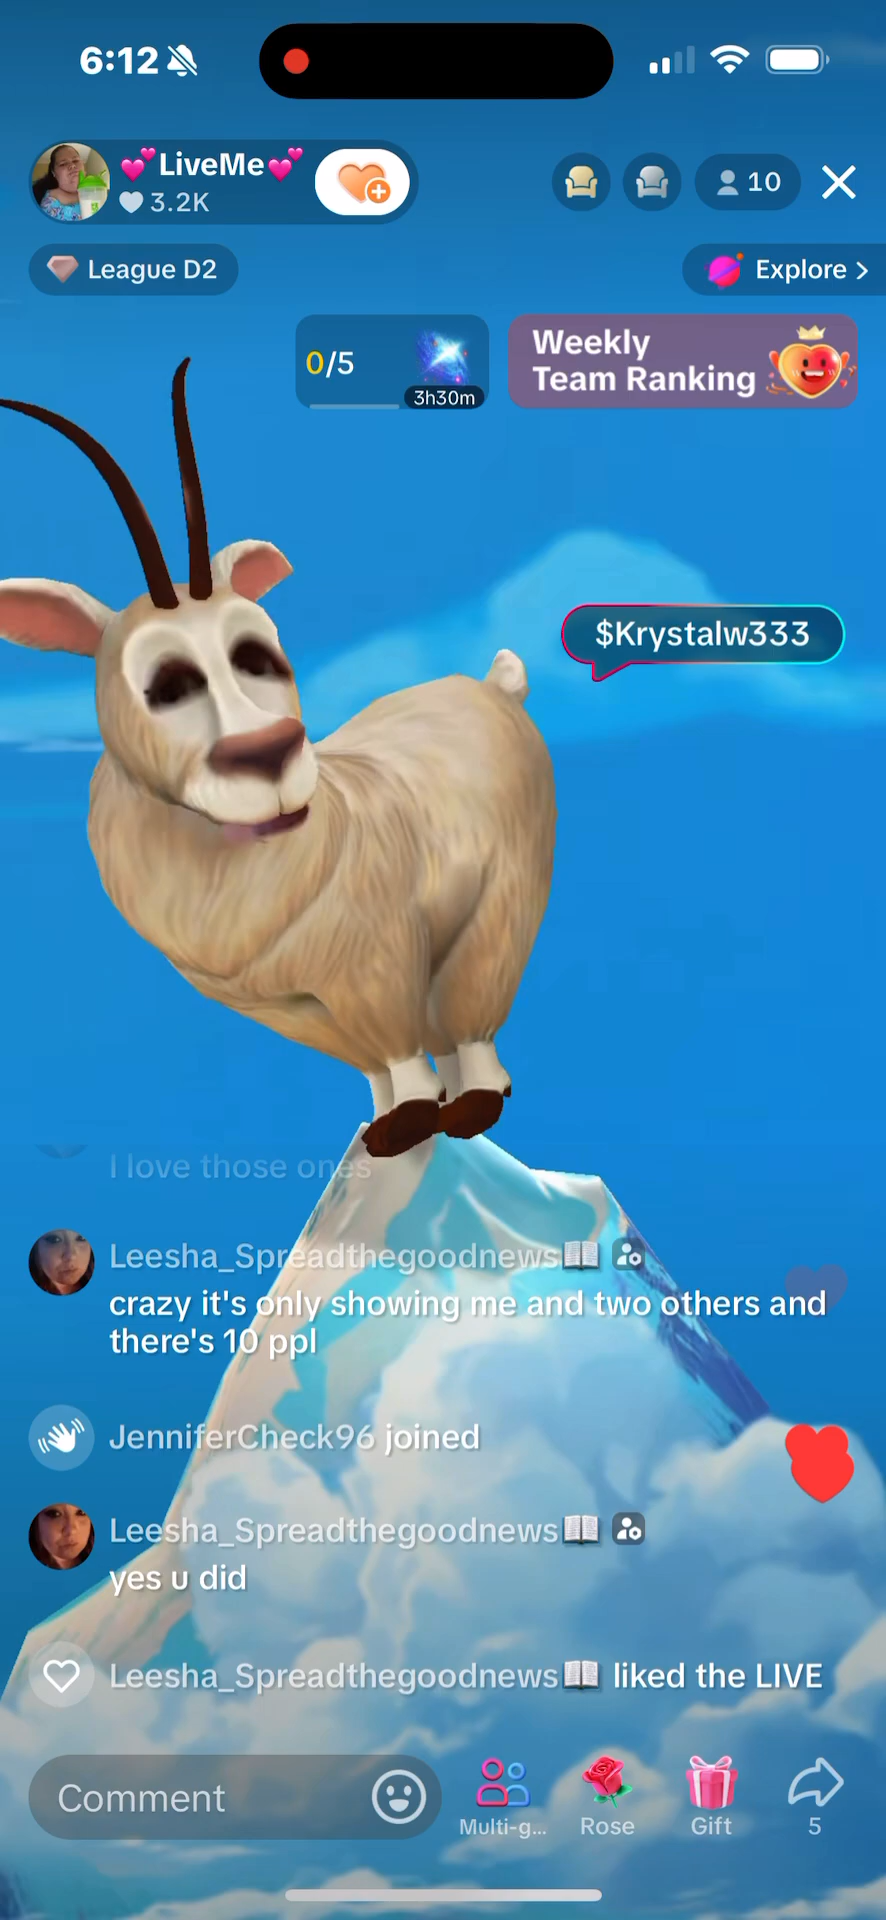 6:12
💕LiveMe💕
3.2K
10
League D2
Explore >
0/5
3h30m
Weekly
Team Ranking
$Krystalw333
I love those ones
Leesha_Spreadthegoodnews📖
crazy it's only showing me and two others and
there's 10 ppl
JenniferCheck96 joined
Leesha_Spreadthegoodnews📖
yes u did
Leesha_Spreadthegoodnews📖 liked the LIVE
Comment
Multi-g...
Rose
Gift
5